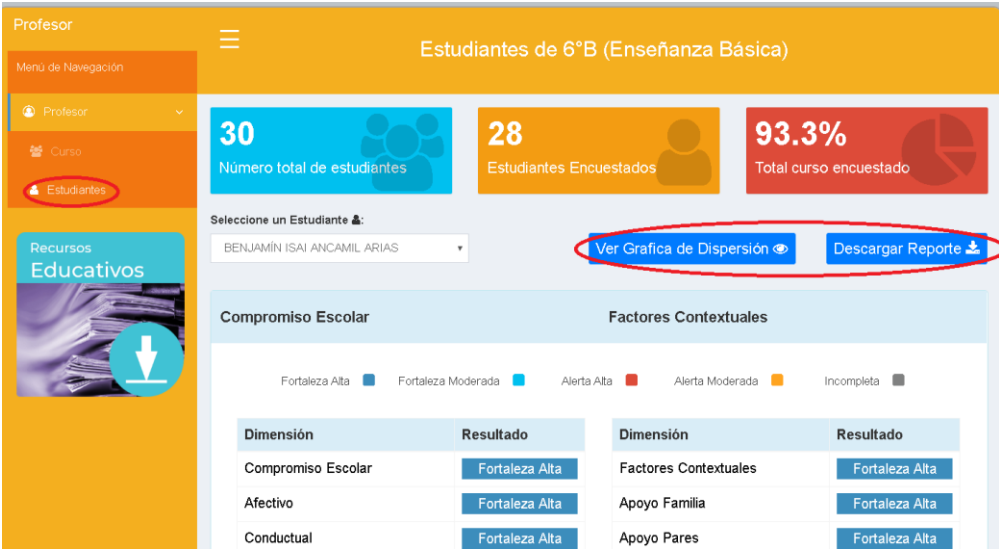 Profesor
Menú de Navegación
Profesor
Curso
Estudiantes
Recursos
Educativos
Estudiantes de 6°B (Enseñanza Básica)
30
Número total de estudiantes
28
Estudiantes Encuestados
93.3%
Total curso encuestado
Seleccione un Estudiante :
BENJAMÍN ISAI ANCAMIL ARIAS
Ver Grafica de Dispersión
Descargar Reporte
Compromiso Escolar Factores Contextuales
Fortaleza Alta Fortaleza Moderada Alerta Alta Alerta Moderada Incompleta
Dimensión Resultado Dimensión Resultado
Compromiso Escolar Fortaleza Alta Factores Contextuales Fortaleza Alta
Afectivo Fortaleza Alta Apoyo Familia Fortaleza Alta
Conductual Fortaleza Alta Apoyo Pares Fortaleza Alta